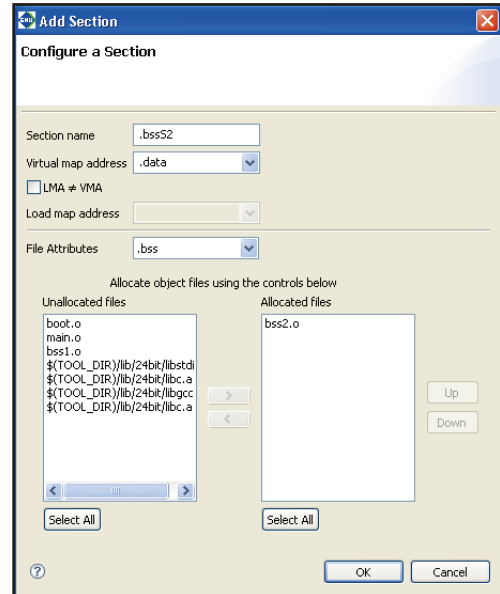 GNU Add Section
Configure a Section
Section name .bssS2
Virtual map address .data
LMA ≠ VMA
Load map address
File Attributes .bss
Allocate object files using the controls below
Unallocated files Allocated files
boot.o bss2.o
main.o
bss1.o
$(TOOL_DIR)/lib/24bit/libstdi
$(TOOL_DIR)/lib/24bit/libc.a
$(TOOL_DIR)/lib/24bit/libgcc
$(TOOL_DIR)/lib/24bit/libc.a
> Up
< Down
Select All Select All
? OK Cancel